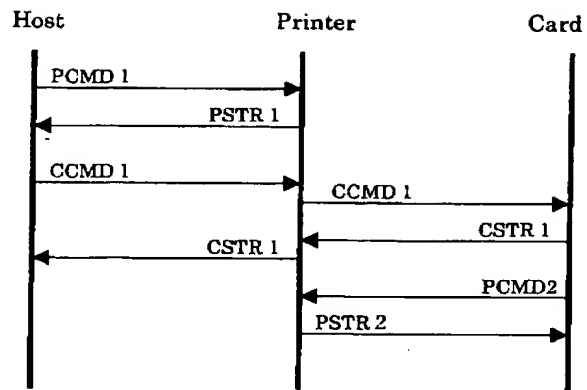 Host Printer Card
PCMD 1
PSTR 1
CCMD 1
CCMD 1
CSTR 1
CSTR 1
PCMD2
PSTR 2